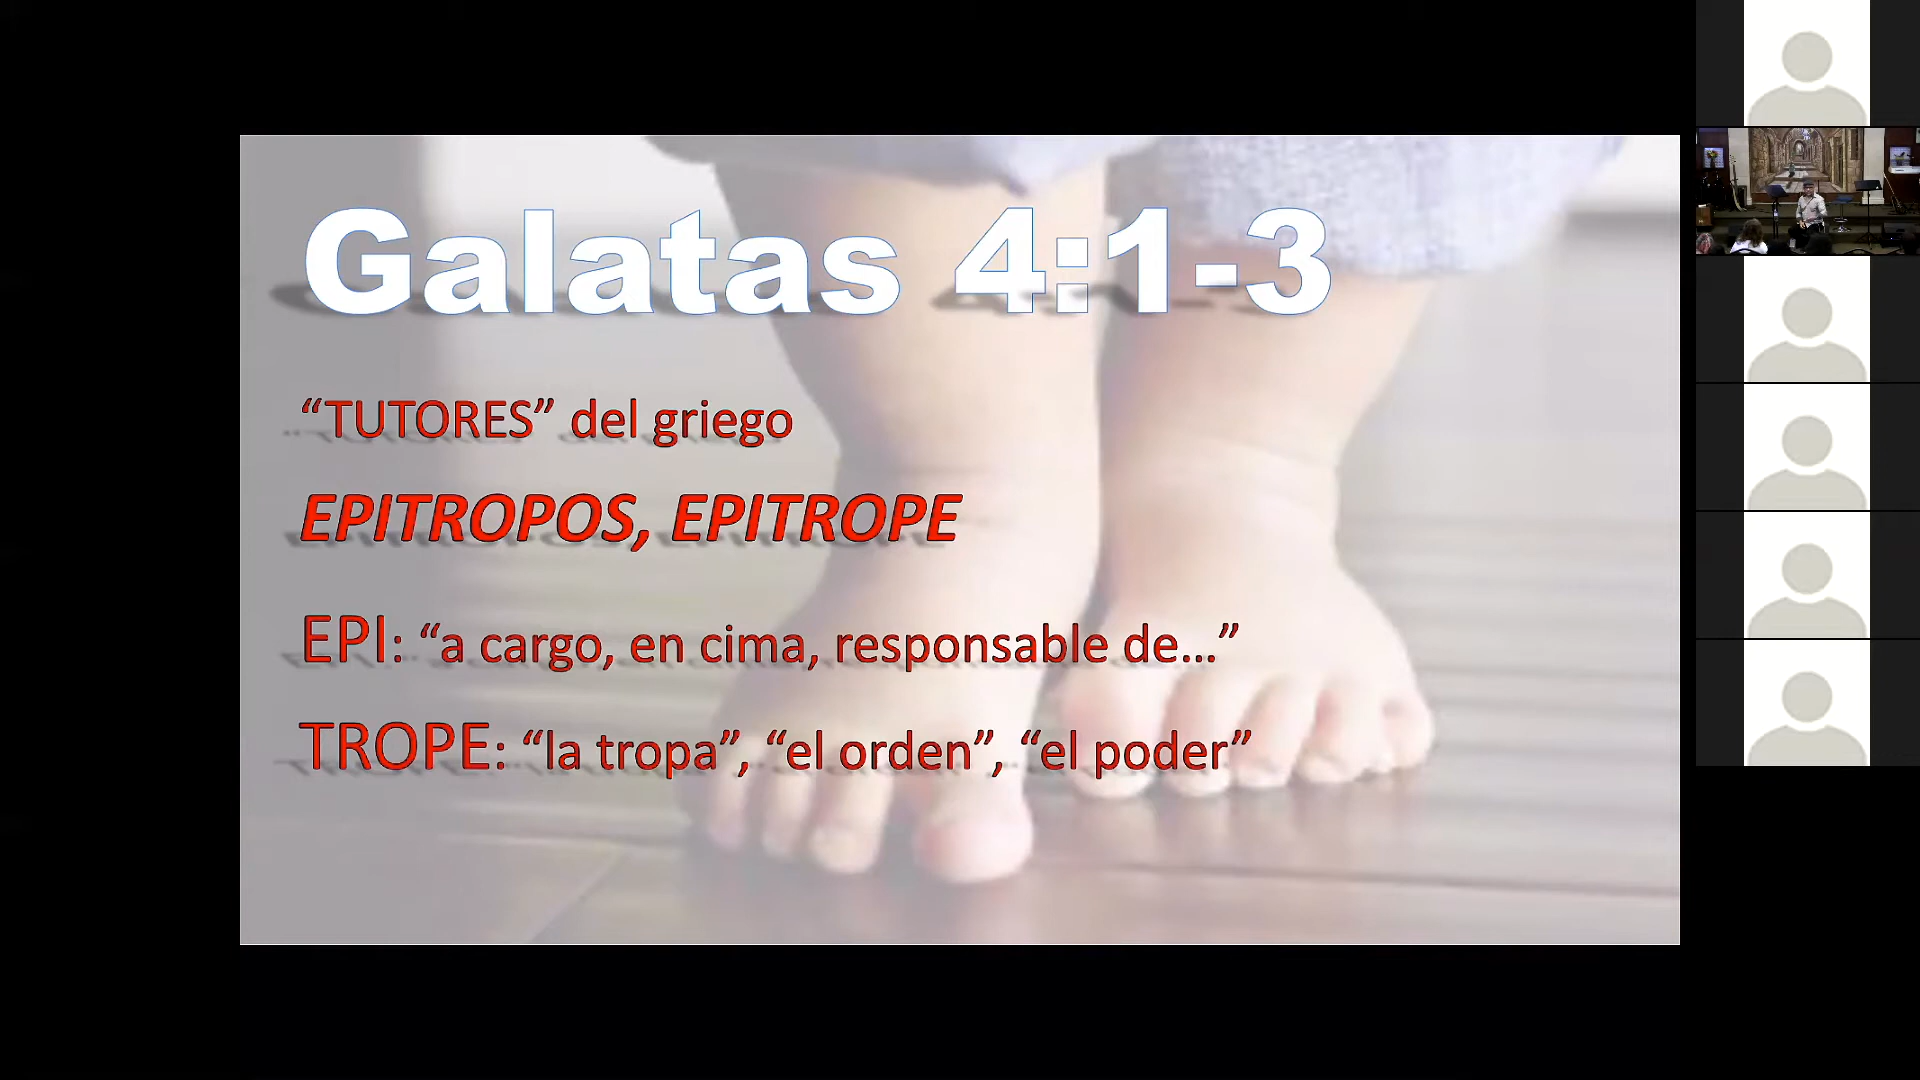 Galatas 4:1-3
“TUTORES” del griego
EPITROPOS, EPITROPE
EPI: “a cargo, en cima, responsable de...”
TROPE: “la tropa”, “el orden”, “el poder”